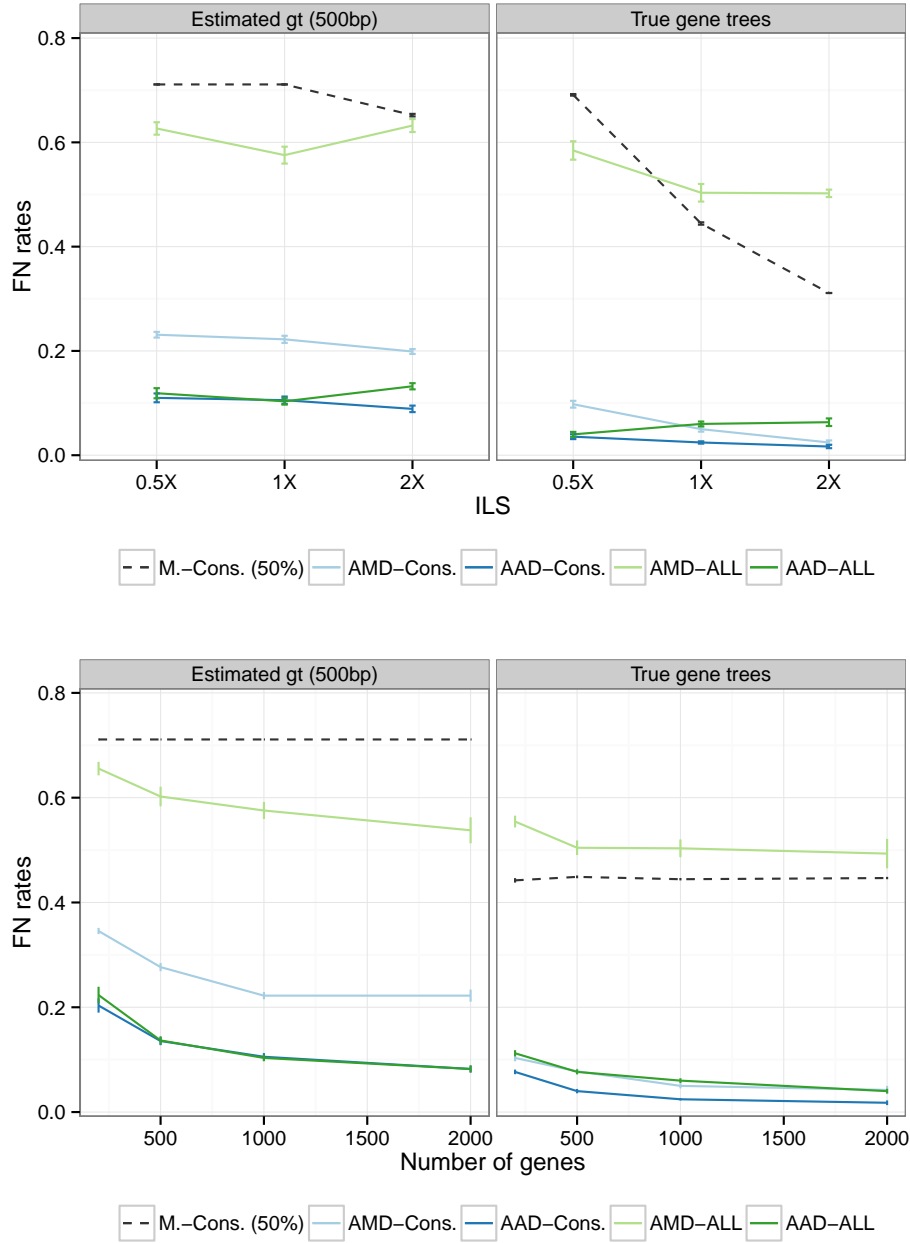 Estimated gt (500bp)
True gene trees
0.8
0.6
0.4
0.2
0.0
FN rates
0.5X
1X
2X
0.5X
1X
2X
ILS
M.−Cons. (50%)
AMD−Cons.
AAD−Cons.
AMD−ALL
AAD−ALL
Estimated gt (500bp)
True gene trees
0.8
0.6
0.4
0.2
0.0
FN rates
500
1000
1500
2000
500
1000
1500
2000
Number of genes
M.−Cons. (50%)
AMD−Cons.
AAD−Cons.
AMD−ALL
AAD−ALL